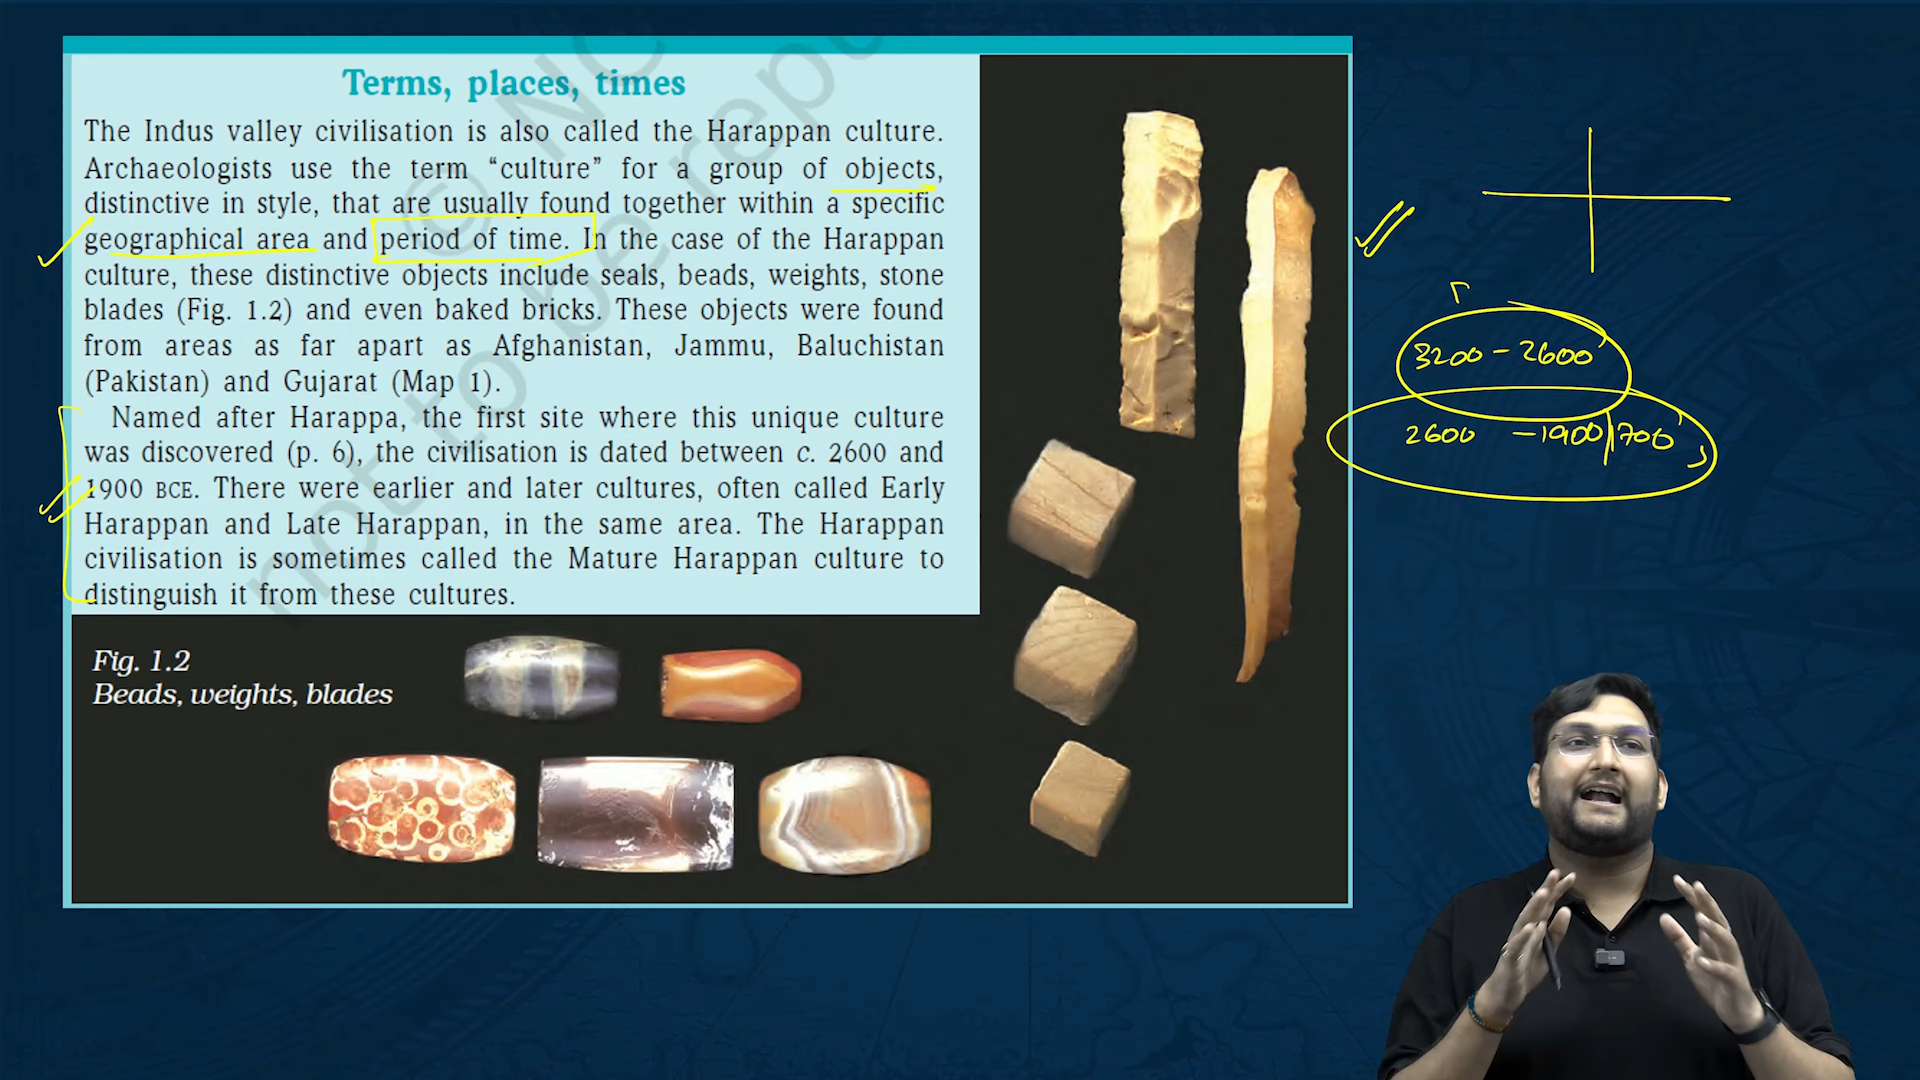 Terms, places, times
The Indus valley civilisation is also called the Harappan culture.
Archaeologists use the term “culture” for a group of objects,
distinctive in style, that are usually found together within a specific
geographical area and period of time. In the case of the Harappan
culture, these distinctive objects include seals, beads, weights, stone
blades (Fig. 1.2) and even baked bricks. These objects were found
from areas as far apart as Afghanistan, Jammu, Baluchistan
(Pakistan) and Gujarat (Map 1).
Named after Harappa, the first site where this unique culture
was discovered (p. 6), the civilisation is dated between c. 2600 and
1900 BCE. There were earlier and later cultures, often called Early
Harappan and Late Harappan, in the same area. The Harappan
civilisation is sometimes called the Mature Harappan culture to
distinguish it from these cultures.
Fig. 1.2
Beads, weights, blades
© NC
not to be repu
3200 - 2600
2600 - 1900/1700